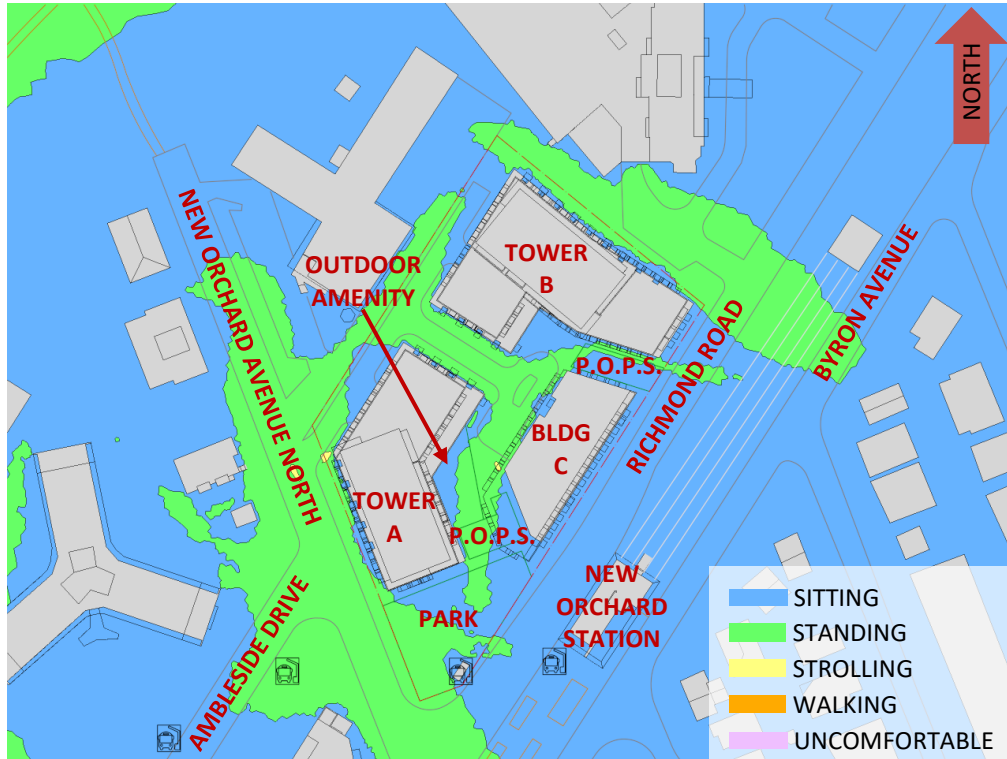 NORTH
NEW ORCHARD AVENUE NORTH
OUTDOOR
AMENITY
TOWER
B
BYRON AVENUE
P.O.P.S.
RICHMOND ROAD
BLDG
C
TOWER
A
P.O.P.S.
NEW
ORCHARD
STATION
PARK
AMBLESIDE DRIVE
SITTING
STANDING
STROLLING
WALKING
UNCOMFORTABLE